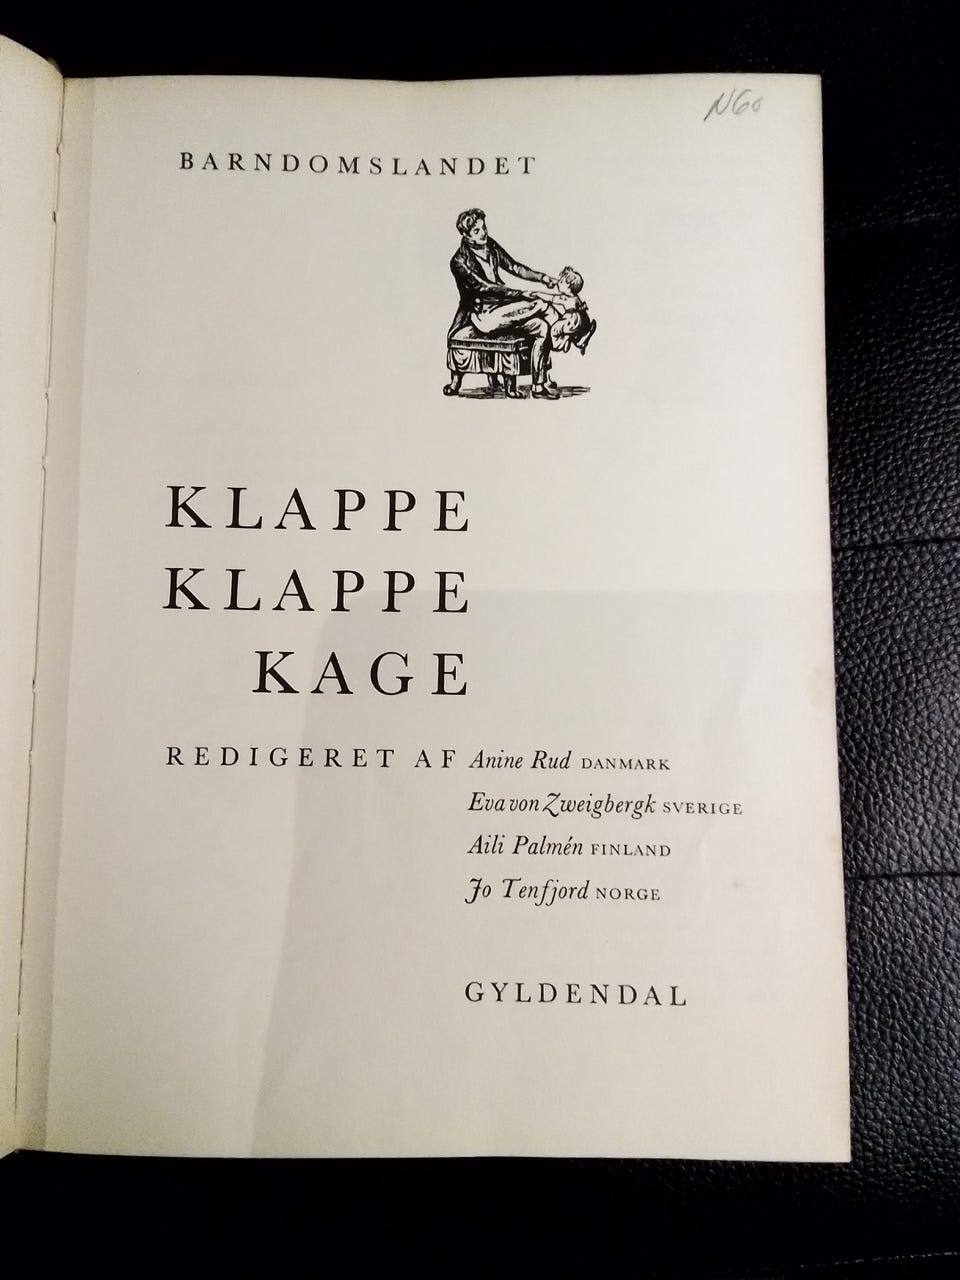 N60
BARNDOMSLANDET
KLAPPE
KLAPPE
KAGE
REDIGERET AF Anine Rud DANMARK
Eva von Zweigbergk SVERIGE
Aili Palmén FINLAND
Jo Tenfjord NORGE
GYLDENDAL